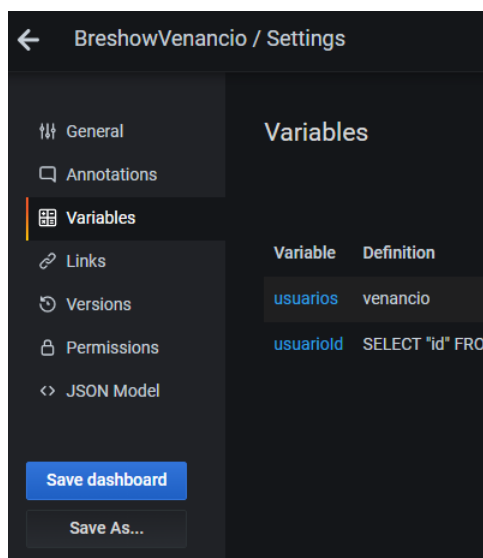 BreshowVenancio / Settings
General
Annotations
Variables
Links
Versions
Permissions
JSON Model
Save dashboard
Save As...
Variables
Variable Definition
usuarios venancio
usuarioId SELECT "id" FRO